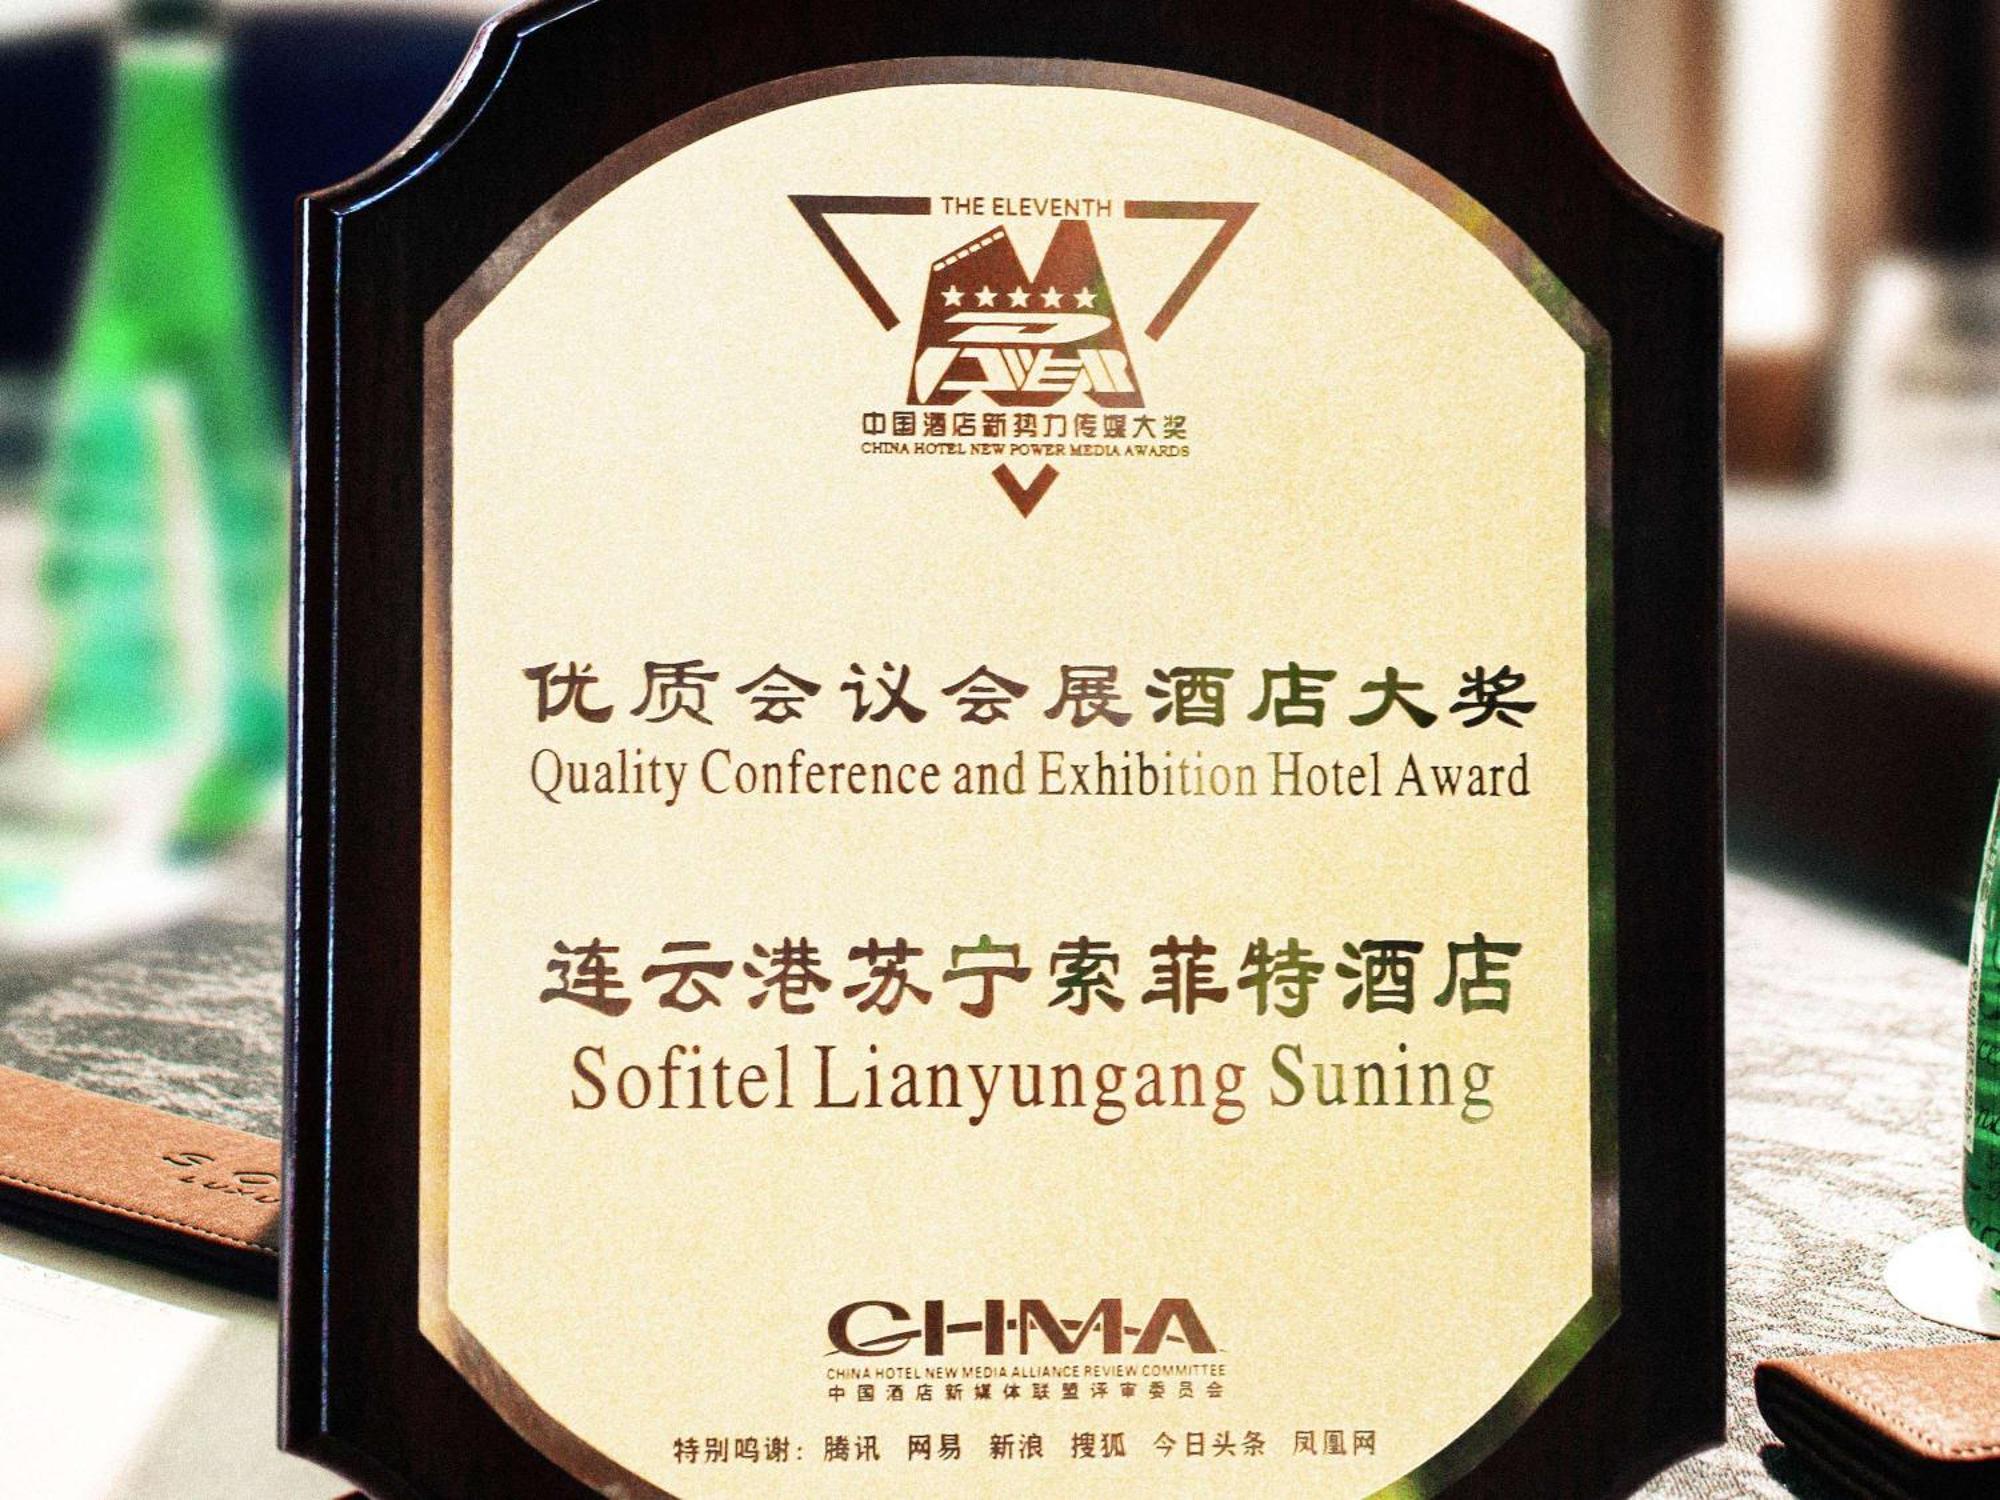 THE ELEVENTH
POWER
中国酒店新势力传媒大奖
CHINA HOTEL NEW POWER MEDIA AWARDS
优质会议会展酒店大奖
Quality Conference and Exhibition Hotel Award
连云港苏宁索菲特酒店
Sofitel Lianyungang Suning
CHMA
CHINA HOTEL NEW MEDIA ALLIANCE REVIEW COMMITTEE
中国酒店新媒体联盟评审委员会
特别鸣谢：腾讯 网易 新浪 搜狐 今日头条 凤凰网